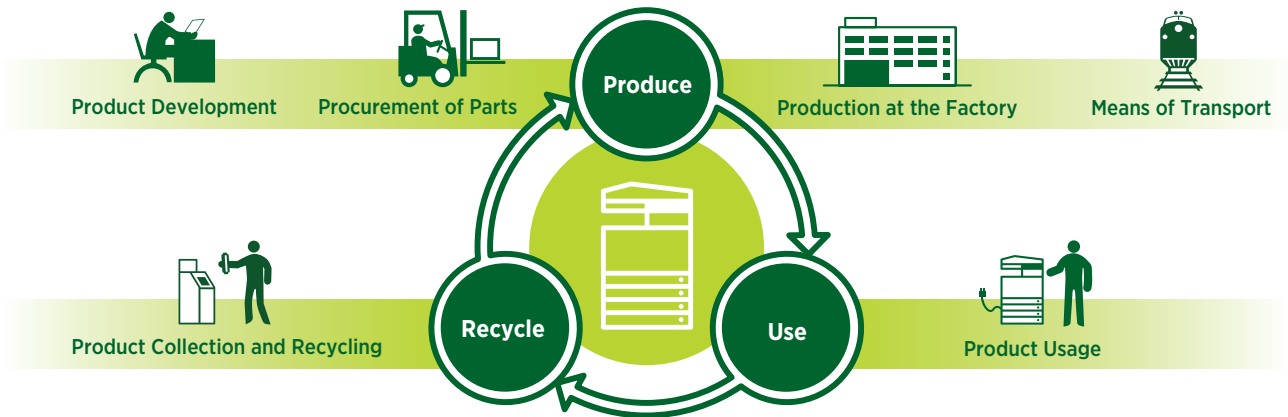 Produce
Product Development
Procurement of Parts
Production at the Factory
Means of Transport
Recycle
Use
Product Collection and Recycling
Product Usage